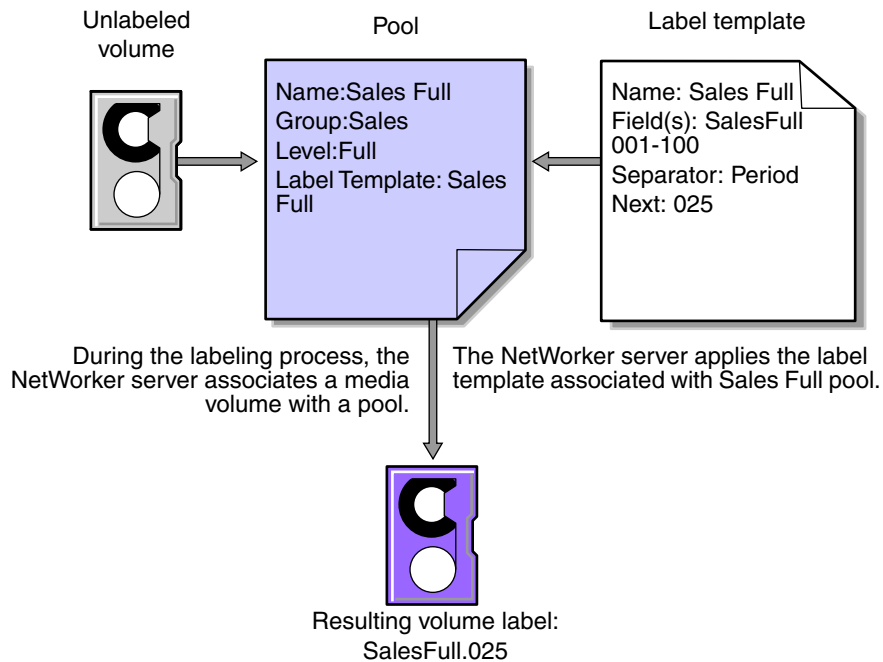 Unlabeled
volume
Pool
Label template
Name:Sales Full
Group:Sales
Level:Full
Label Template: Sales
Full
Name: Sales Full
Field(s): SalesFull
001-100
Separator: Period
Next: 025
During the labeling process, the
NetWorker server associates a media
volume with a pool.
The NetWorker server applies the label
template associated with Sales Full pool.
Resulting volume label:
SalesFull.025